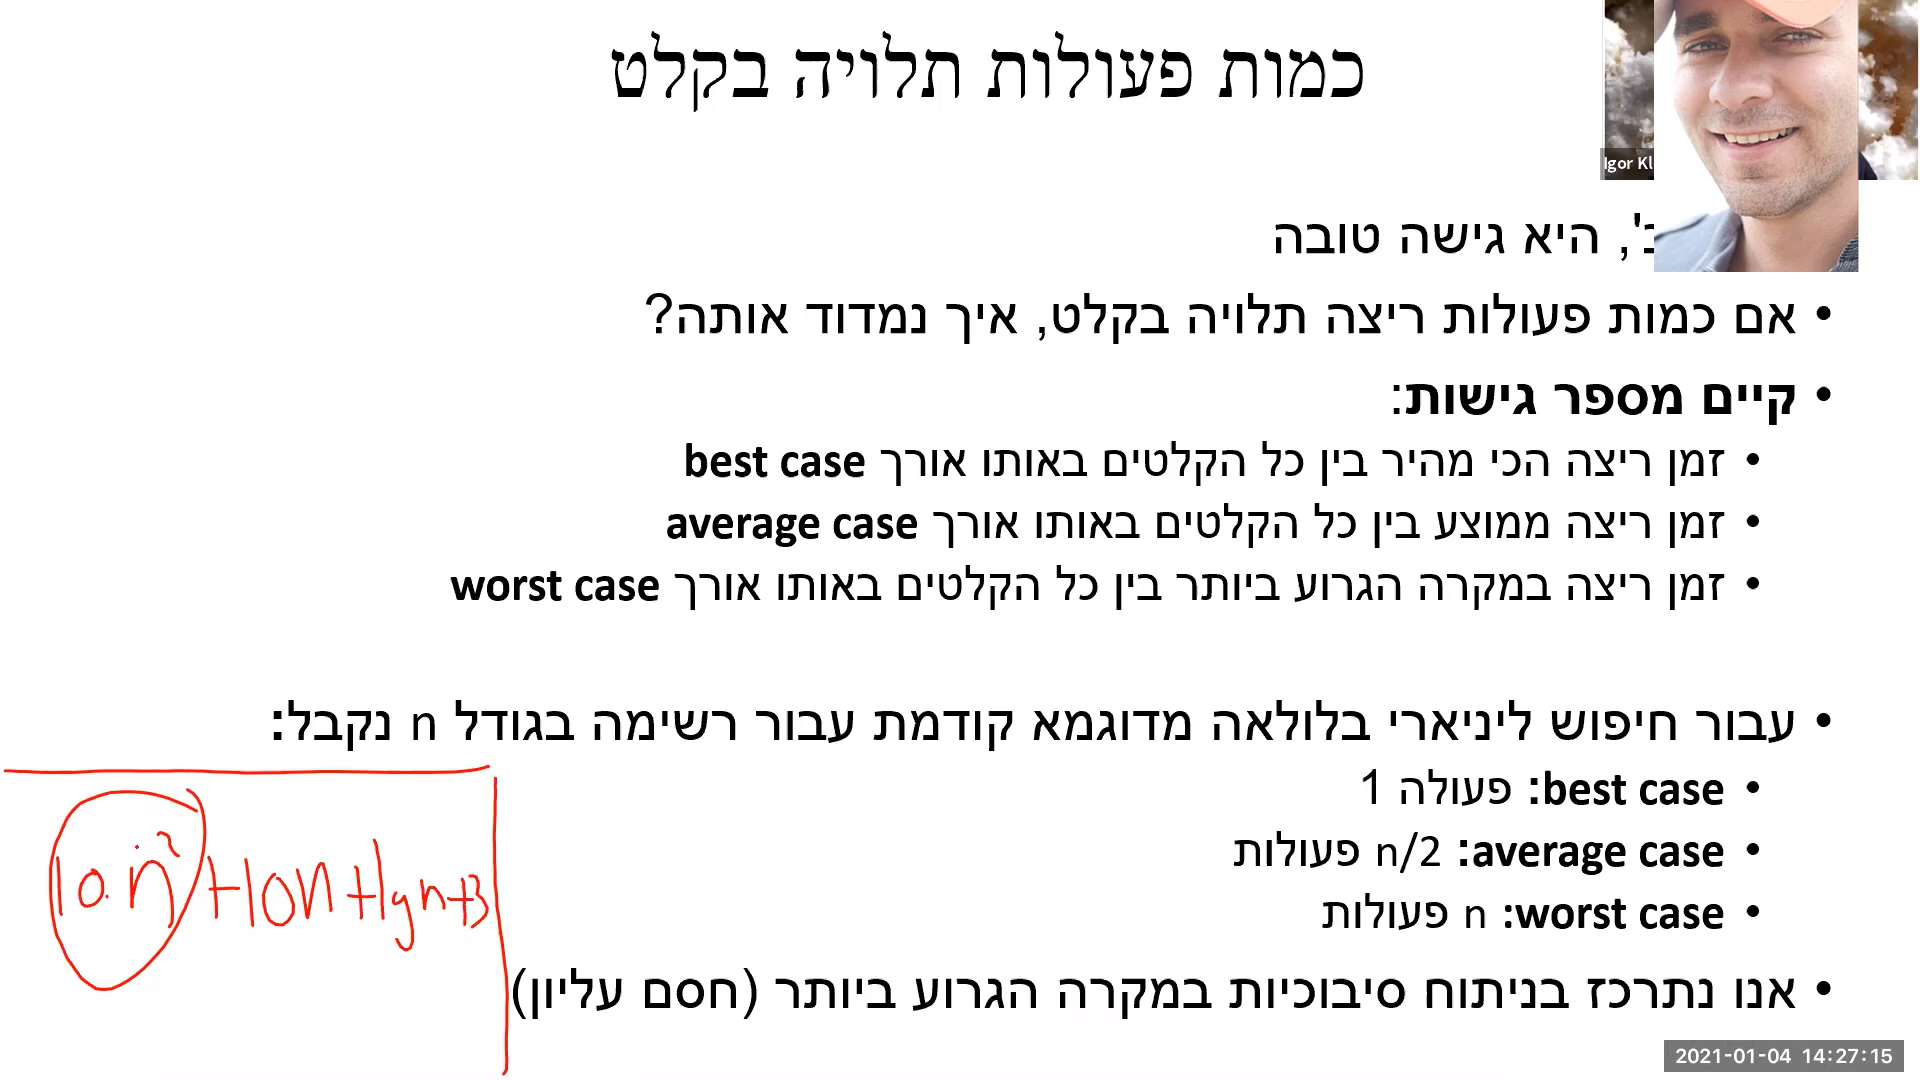 כמות פעולות תלויה בקלט
Igor Kl
ב', היא גישה טובה
• אם כמות פעולות ריצה תלויה בקלט, איך נמדוד אותה?
• קיים מספר גישות:
• זמן ריצה הכי מהיר בין כל הקלטים באותו אורך best case
• זמן ריצה ממוצע בין כל הקלטים באותו אורך average case
• זמן ריצה במקרה הגרוע ביותר בין כל הקלטים באותו אורך worst case
• עבור חיפוש ליניארי בלולאה מדוגמא קודמת עבור רשימה בגודל n נקבל:
• best case: פעולה 1
• average case: n/2 פעולות
• worst case: n פעולות
10·n² + 10n + lgn + 3
• אנו נתרכז בניתוח סיבוכיות במקרה הגרוע ביותר (חסם עליון)
2021-01-04 14:27:15